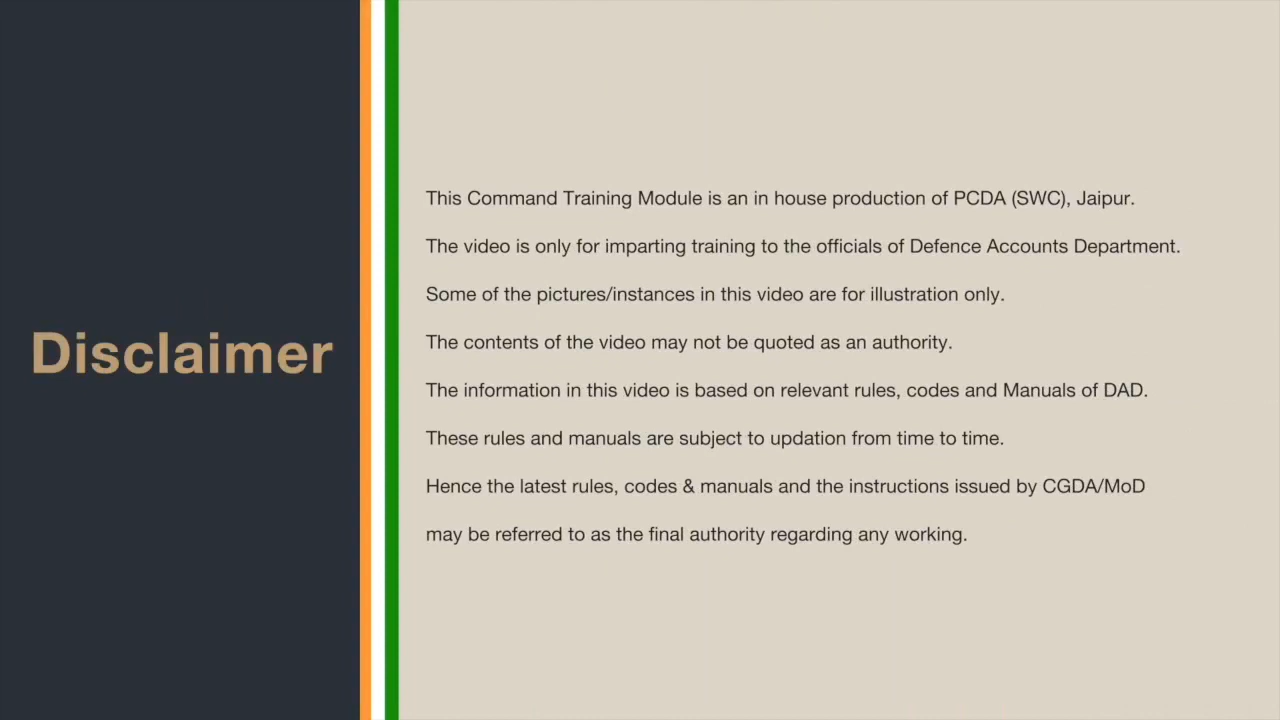 Disclaimer
This Command Training Module is an in house production of PCDA (SWC), Jaipur.
The video is only for imparting training to the officials of Defence Accounts Department.
Some of the pictures/instances in this video are for illustration only.
The contents of the video may not be quoted as an authority.
The information in this video is based on relevant rules, codes and Manuals of DAD.
These rules and manuals are subject to updation from time to time.
Hence the latest rules, codes & manuals and the instructions issued by CGDA/MoD
may be referred to as the final authority regarding any working.